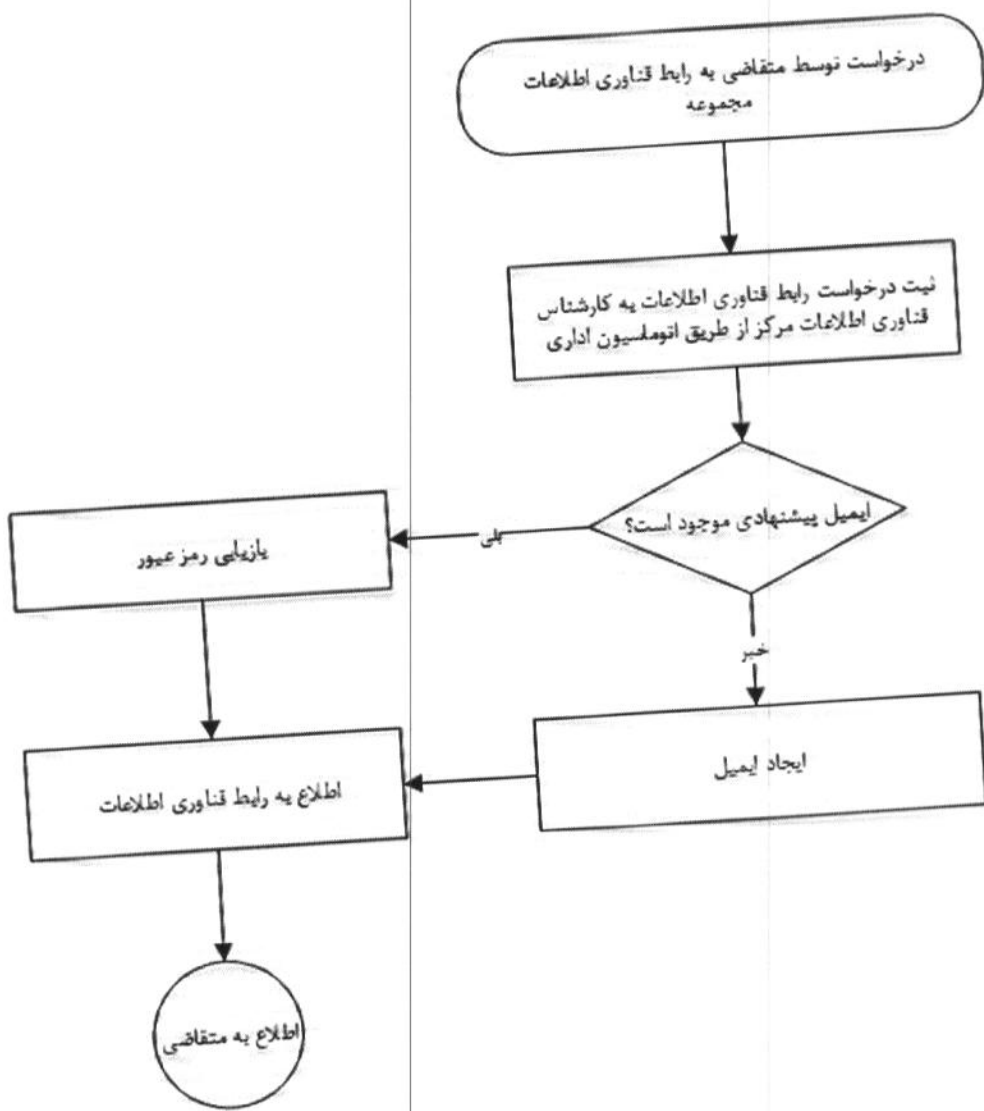 درخواست توسط متقاضی به رابط فناوری اطلاعات
مجموعه
ثبت درخواست رابط فناوری اطلاعات به کارشناس
فناوری اطلاعات مرکز از طریق اتوماسیون اداری
ایمیل پیشنهادی موجود است؟
بلی
بازیابی رمز عبور
خیر
ایجاد ایمیل
اطلاع به رابط فناوری اطلاعات
اطلاع به متقاضی